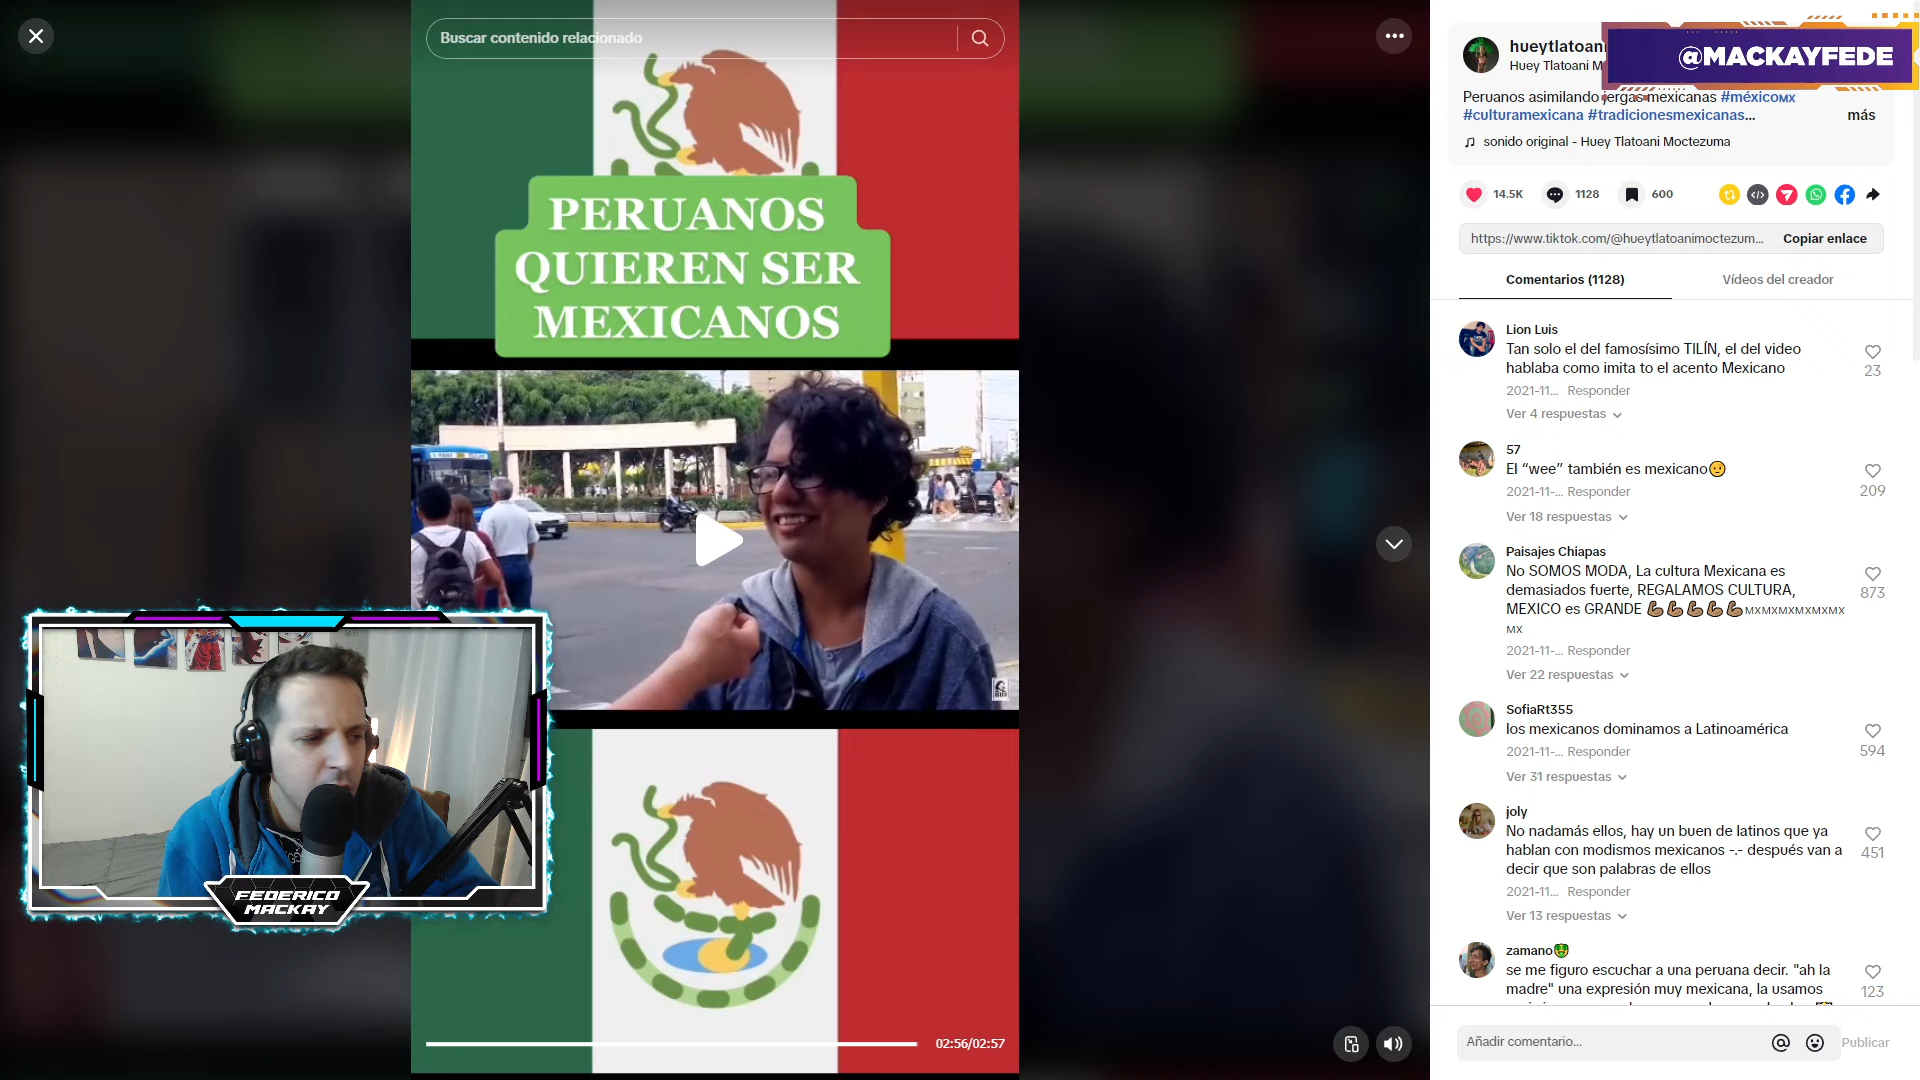 Buscar contenido relacionado
PERUANOS
QUIEREN SER
MEXICANOS
02:56/02:57
FEDERICO
MACKAY
hueytlatoani
Huey Tlatoani M
@MACKAYFEDE
Peruanos asimilando jergas mexicanas #méxico🇲🇽
#culturamexicana #tradicionesmexicanas...
más
sonido original - Huey Tlatoani Moctezuma
14.5K
1128
600
https://www.tiktok.com/@hueytlatoanimoctezum...
Copiar enlace
Comentarios (1128)
Vídeos del creador
Lion Luis
Tan solo el del famosísimo TILÍN, el del video
hablaba como imita to el acento Mexicano
23
2021-11... Responder
Ver 4 respuestas
57
El “wee” también es mexicano🫤
209
2021-11-... Responder
Ver 18 respuestas
Paisajes Chiapas
No SOMOS MODA, La cultura Mexicana es
demasiados fuerte, REGALAMOS CULTURA,
MEXICO es GRANDE 💪🏽💪🏽💪🏽💪🏽💪🏽🇲🇽🇲🇽🇲🇽🇲🇽🇲🇽🇲🇽
🇲🇽
873
2021-11-... Responder
Ver 22 respuestas
SofiaRt355
los mexicanos dominamos a Latinoamérica
594
2021-11-... Responder
Ver 31 respuestas
joly
No nadamás ellos, hay un buen de latinos que ya
hablan con modismos mexicanos -.- después van a
decir que son palabras de ellos
451
2021-11... Responder
Ver 13 respuestas
zamano🤑
se me figuro escuchar a una peruana decir. "ah la
madre" una expresión muy mexicana, la usamos
123
Añadir comentario...
Publicar